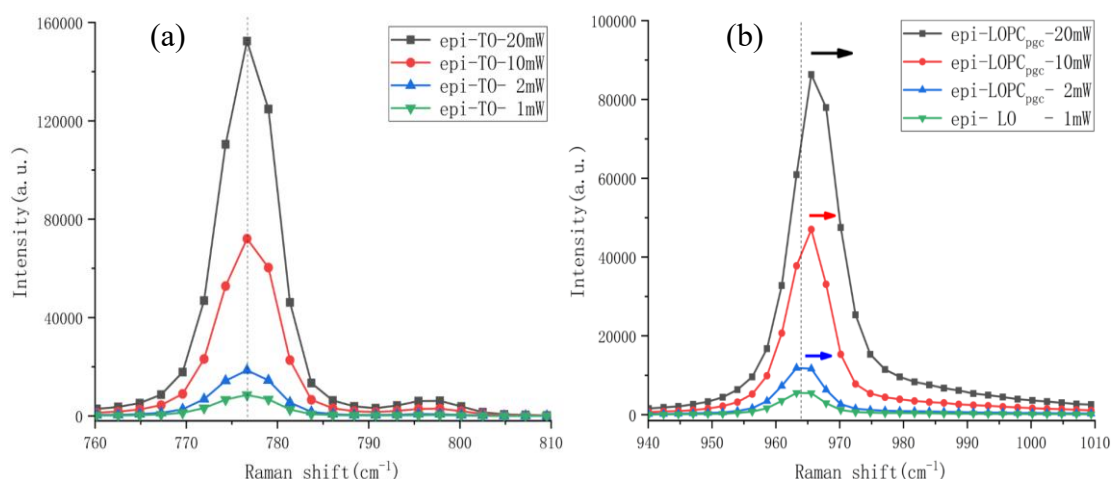 (a)
epi-TO-20mW
epi-TO-10mW
epi-TO- 2mW
epi-TO- 1mW
160000
120000
80000
40000
0
Intensity(a.u.)
760 770 780 790 800 810
Raman shift(cm⁻¹)
(b)
epi-LOPCpgc-20mW
epi-LOPCpgc-10mW
epi-LOPCpgc- 2mW
epi- LO - 1mW
100000
80000
60000
40000
20000
0
Intensity(a.u.)
940 950 960 970 980 990 1000 1010
Raman shift(cm⁻¹)